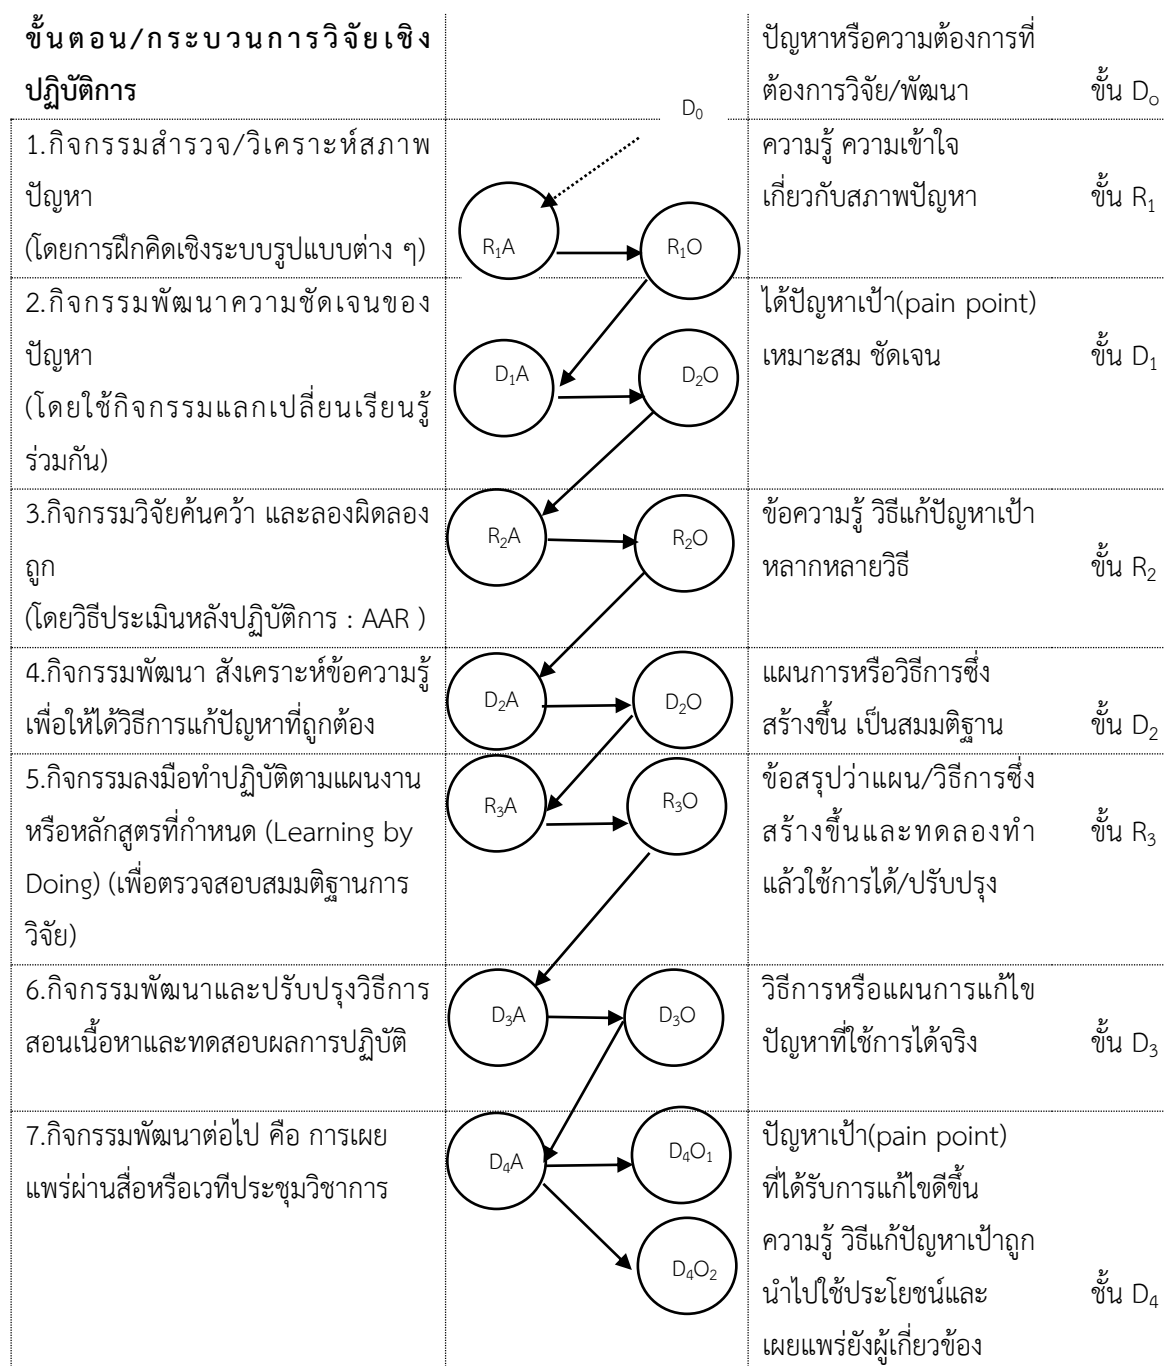 ขั้นตอน/กระบวนการวิจัยเชิง
ปฏิบัติการ
D₀
ปัญหาหรือความต้องการที่
ต้องการวิจัย/พัฒนา ขั้น Dₒ
1.กิจกรรมสำรวจ/วิเคราะห์สภาพ
ปัญหา
(โดยการฝึกคิดเชิงระบบรูปแบบต่าง ๆ)
R₁A R₁O
ความรู้ ความเข้าใจ
เกี่ยวกับสภาพปัญหา ขั้น R₁
2.กิจกรรมพัฒนาความชัดเจนของ
ปัญหา
(โดยใช้กิจกรรมแลกเปลี่ยนเรียนรู้
ร่วมกัน)
D₁A D₂O
ได้ปัญหาเป้า(pain point)
เหมาะสม ชัดเจน ขั้น D₁
3.กิจกรรมวิจัยค้นคว้า และลองผิดลอง
ถูก
(โดยวิธีประเมินหลังปฏิบัติการ : AAR )
R₂A R₂O
ข้อความรู้ วิธีแก้ปัญหาเป้า
หลากหลายวิธี ขั้น R₂
4.กิจกรรมพัฒนา สังเคราะห์ข้อความรู้
เพื่อให้ได้วิธีการแก้ปัญหาที่ถูกต้อง
D₂A D₂O
แผนการหรือวิธีการซึ่ง
สร้างขึ้น เป็นสมมติฐาน ขั้น D₂
5.กิจกรรมลงมือทำปฏิบัติตามแผนงาน
หรือหลักสูตรที่กำหนด (Learning by
Doing) (เพื่อตรวจสอบสมมติฐานการ
วิจัย)
R₃A R₃O
ข้อสรุปว่าแผน/วิธีการซึ่ง
สร้างขึ้นและทดลองทำ ขั้น R₃
แล้วใช้การได้/ปรับปรุง
6.กิจกรรมพัฒนาและปรับปรุงวิธีการ
สอนเนื้อหาและทดสอบผลการปฏิบัติ
D₃A D₃O
วิธีการหรือแผนการแก้ไข
ปัญหาที่ใช้การได้จริง ขั้น D₃
7.กิจกรรมพัฒนาต่อไป คือ การเผย
แพร่ผ่านสื่อหรือเวทีประชุมวิชาการ
D₄A D₄O₁
D₄O₂
ปัญหาเป้า(pain point)
ที่ได้รับการแก้ไขดีขึ้น
ความรู้ วิธีแก้ปัญหาเป้าถูก
นำไปใช้ประโยชน์และ ชั้น D₄
เผยแพร่ยังผู้เกี่ยวข้อง